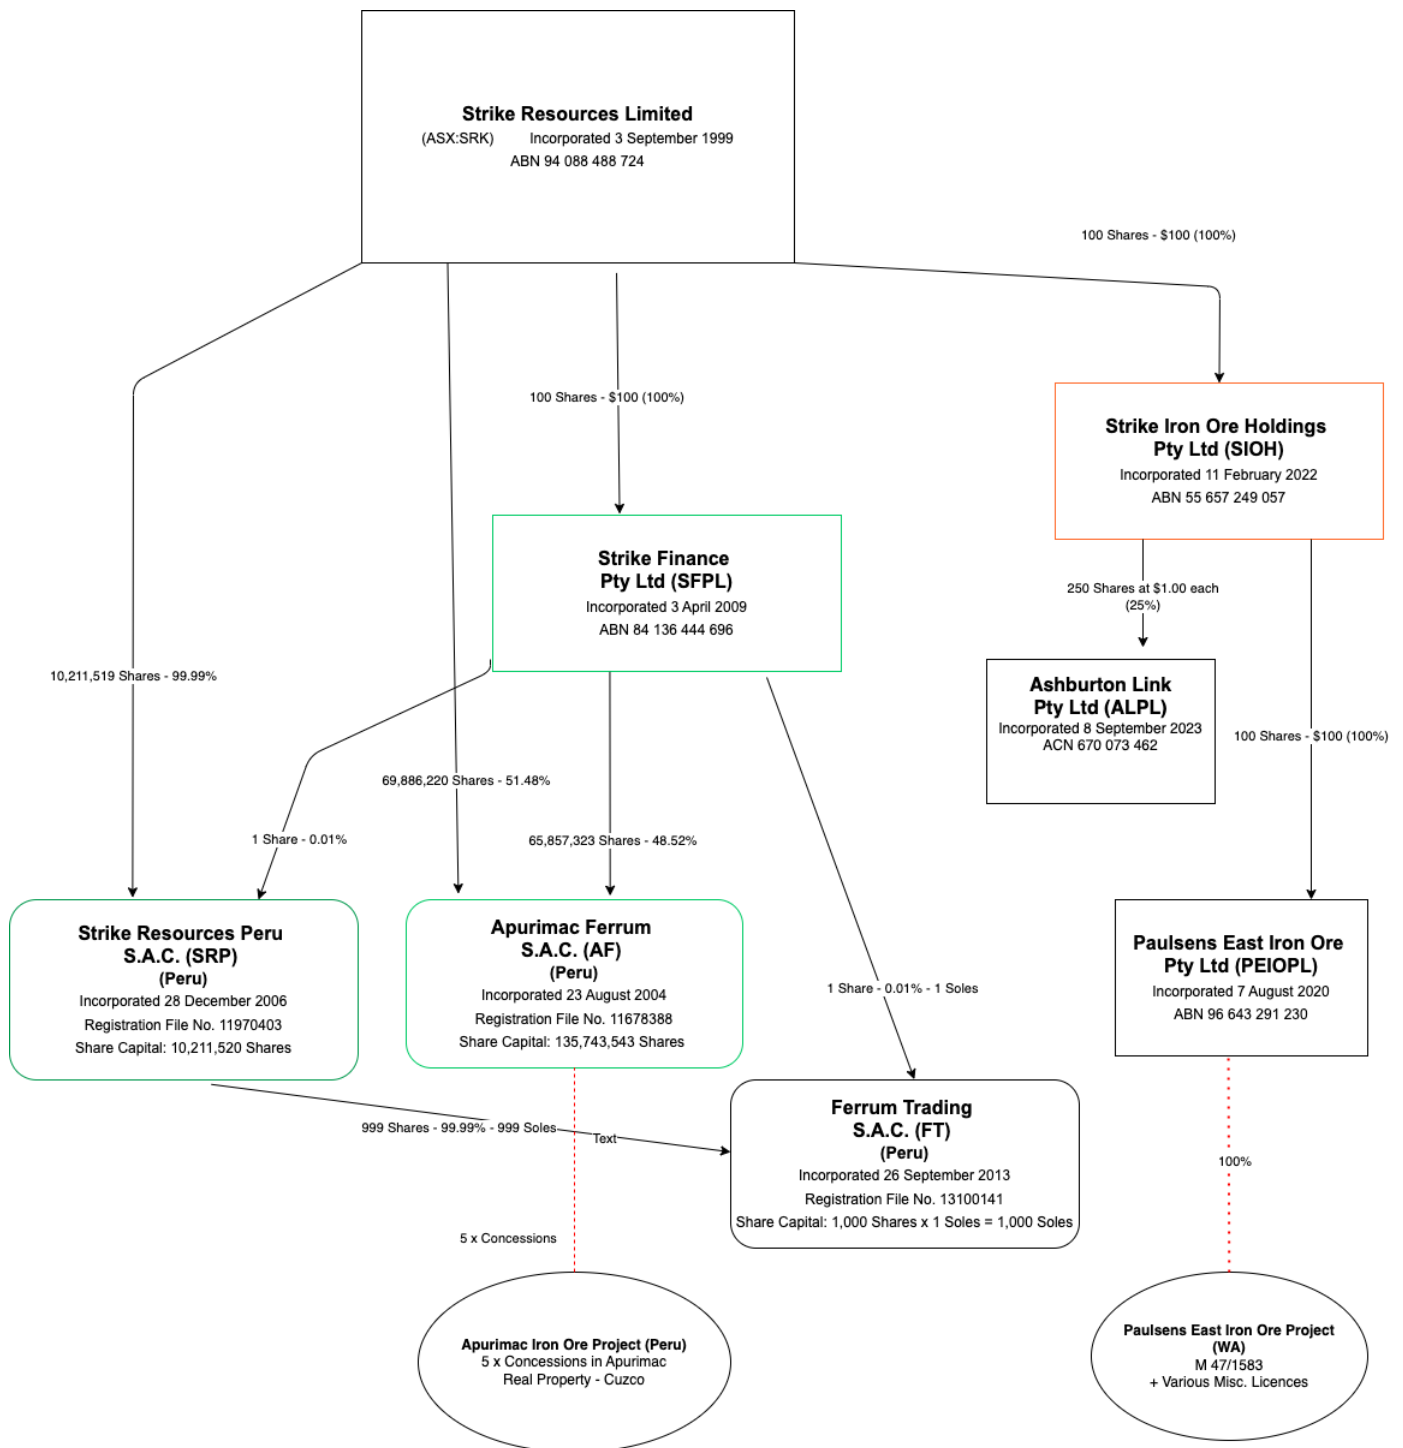 Strike Resources Limited
(ASX:SRK) Incorporated 3 September 1999
ABN 94 088 488 724
100 Shares - $100 (100%)
100 Shares - $100 (100%)
Strike Iron Ore Holdings
Pty Ltd (SIOH)
Incorporated 11 February 2022
ABN 55 657 249 057
Strike Finance
Pty Ltd (SFPL)
Incorporated 3 April 2009
ABN 84 136 444 696
250 Shares at $1.00 each
(25%)
10,211,519 Shares - 99.99%
Ashburton Link
Pty Ltd (ALPL)
Incorporated 8 September 2023
ACN 670 073 462
100 Shares - $100 (100%)
69,886,220 Shares - 51.48%
1 Share - 0.01%
65,857,323 Shares - 48.52%
Strike Resources Peru
S.A.C. (SRP)
(Peru)
Incorporated 28 December 2006
Registration File No. 11970403
Share Capital: 10,211,520 Shares
Apurimac Ferrum
S.A.C. (AF)
(Peru)
Incorporated 23 August 2004
Registration File No. 11678388
Share Capital: 135,743,543 Shares
1 Share - 0.01% - 1 Soles
Paulsens East Iron Ore
Pty Ltd (PEIOPL)
Incorporated 7 August 2020
ABN 96 643 291 230
999 Shares - 99.99% - 999 Soles
Text
Ferrum Trading
S.A.C. (FT)
(Peru)
Incorporated 26 September 2013
Registration File No. 13100141
Share Capital: 1,000 Shares x 1 Soles = 1,000 Soles
100%
5 x Concessions
Apurimac Iron Ore Project (Peru)
5 x Concessions in Apurimac
Real Property - Cuzco
Paulsens East Iron Ore Project
(WA)
M 47/1583
+ Various Misc. Licences